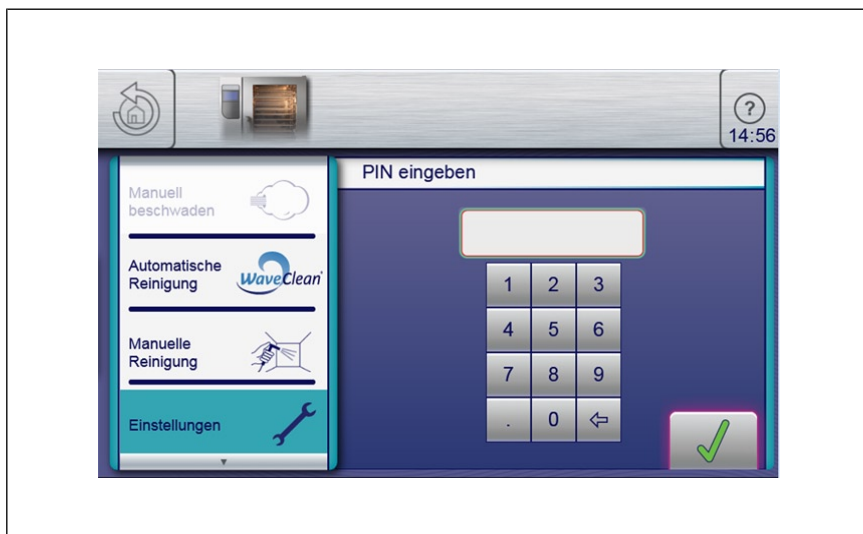 ?
14:56
PIN eingeben
Manuell
beschwaden
Automatische
Reinigung
WaveClean
Manuelle
Reinigung
Einstellungen
1 2 3
4 5 6
7 8 9
. 0